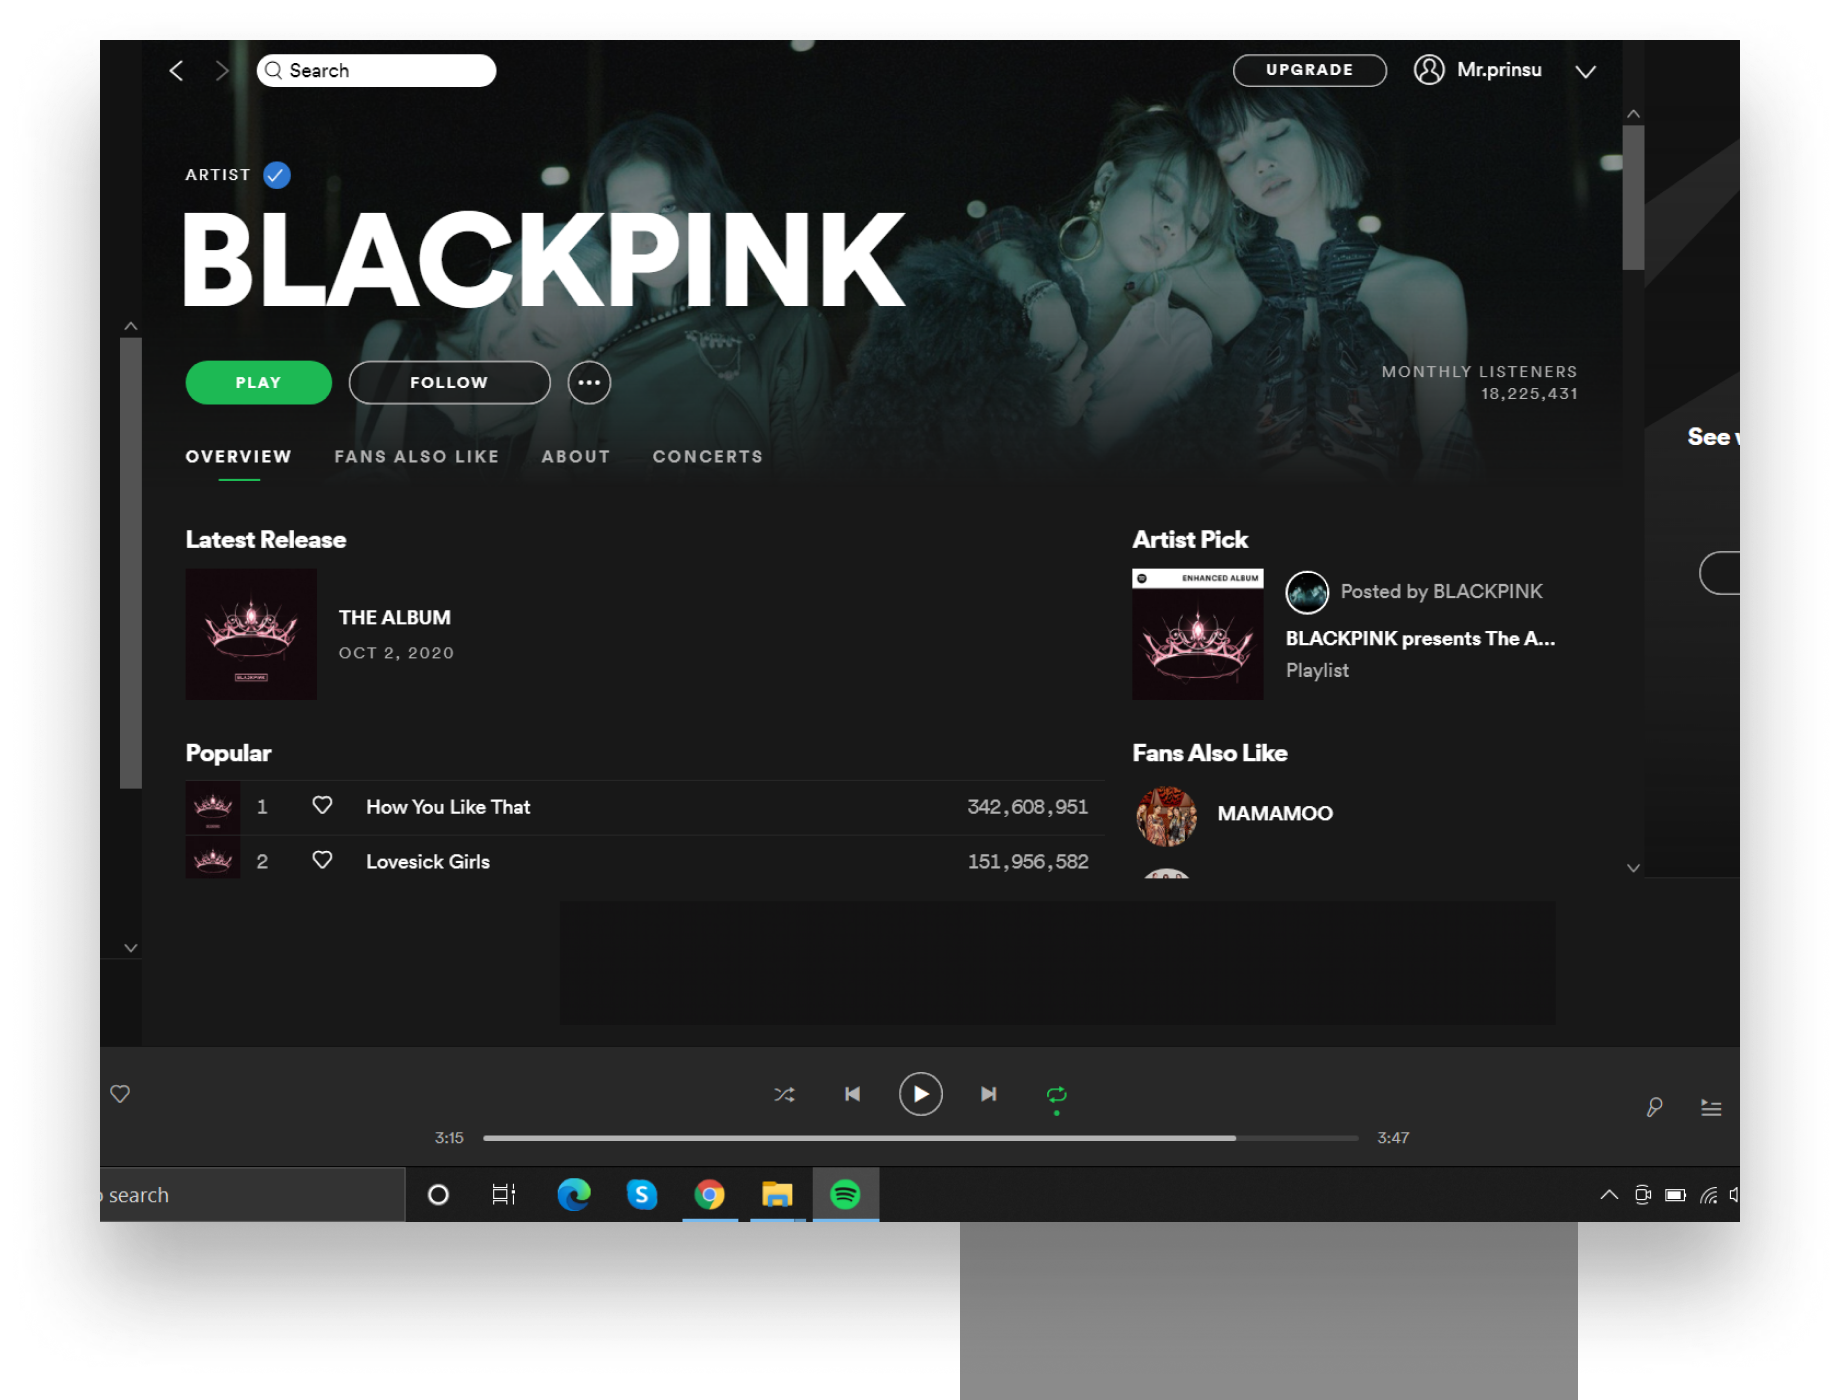 Search
UPGRADE
Mr.prinsu
ARTIST
BLACKPINK
PLAY
FOLLOW
MONTHLY LISTENERS
18,225,431
See
OVERVIEW
FANS ALSO LIKE
ABOUT
CONCERTS
Latest Release
THE ALBUM
OCT 2, 2020
BLACKPINK
Artist Pick
ENHANCED ALBUM
Posted by BLACKPINK
BLACKPINK presents The A...
Playlist
Popular
1 How You Like That 342,608,951
2 Lovesick Girls 151,956,582
Fans Also Like
MAMAMOO
3:15
3:47
search